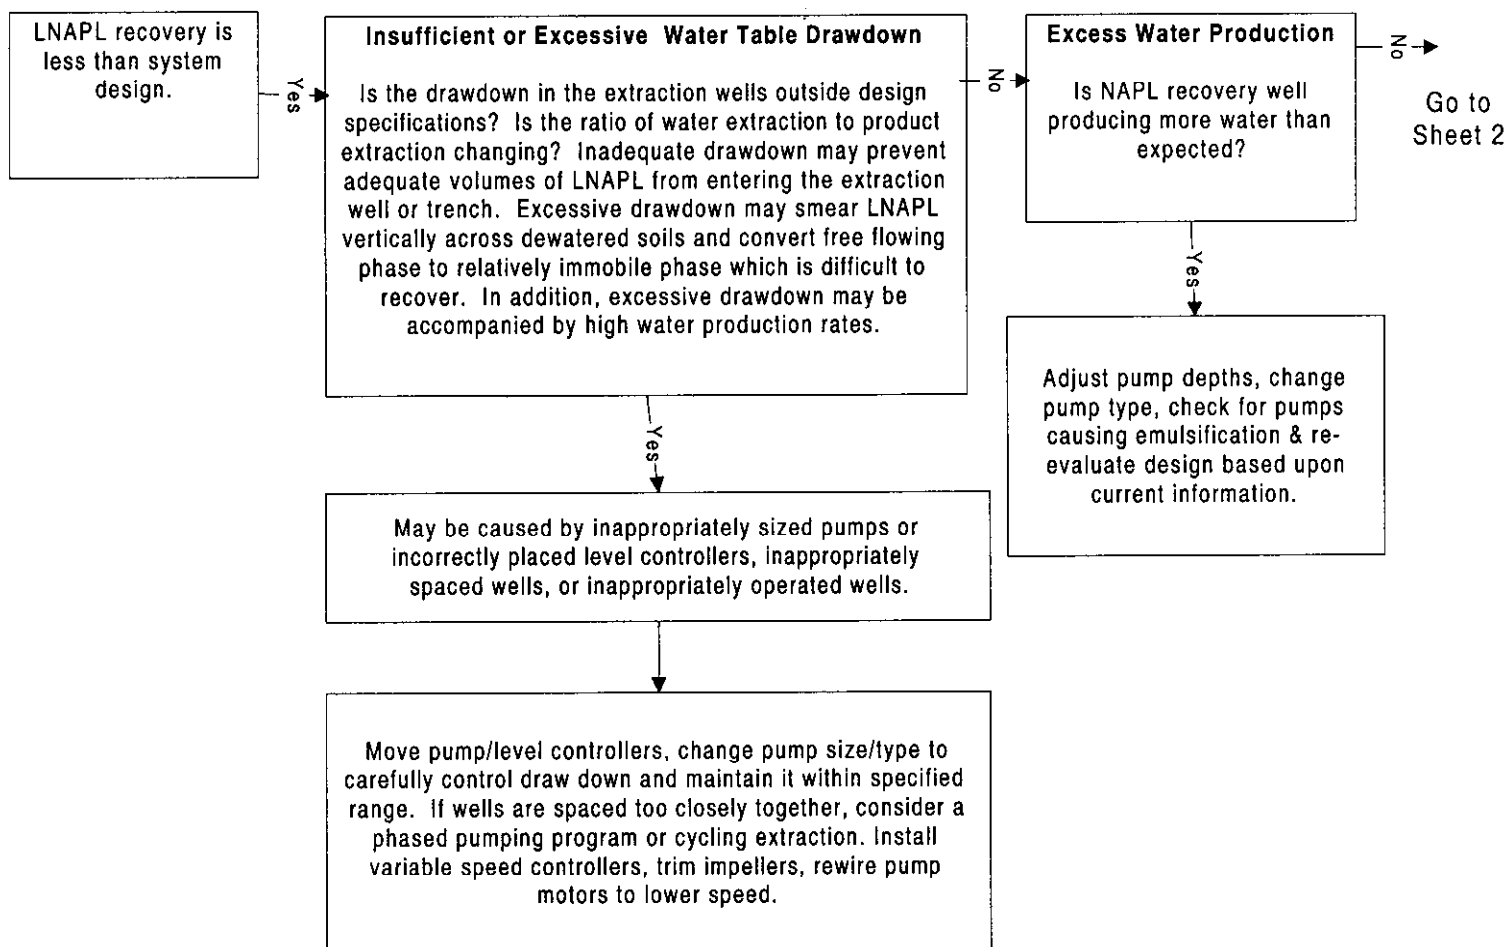 LNAPL recovery is
less than system
design.
Yes
Insufficient or Excessive Water Table Drawdown
Is the drawdown in the extraction wells outside design
specifications? Is the ratio of water extraction to product
extraction changing? Inadequate drawdown may prevent
adequate volumes of LNAPL from entering the extraction
well or trench. Excessive drawdown may smear LNAPL
vertically across dewatered soils and convert free flowing
phase to relatively immobile phase which is difficult to
recover. In addition, excessive drawdown may be
accompanied by high water production rates.
No
Excess Water Production
Is NAPL recovery well
producing more water than
expected?
No
Go to
Sheet 2
Yes
Adjust pump depths, change
pump type, check for pumps
causing emulsification & re-
evaluate design based upon
current information.
Yes
May be caused by inappropriately sized pumps or
incorrectly placed level controllers, inappropriately
spaced wells, or inappropriately operated wells.
Move pump/level controllers, change pump size/type to
carefully control draw down and maintain it within specified
range. If wells are spaced too closely together, consider a
phased pumping program or cycling extraction. Install
variable speed controllers, trim impellers, rewire pump
motors to lower speed.